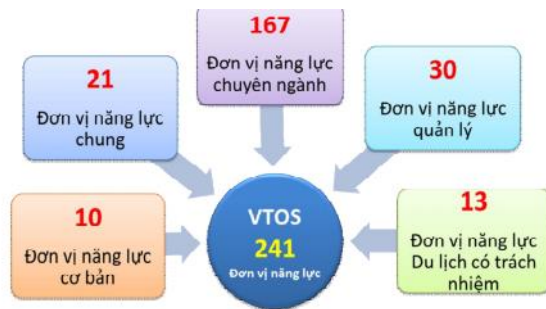 167
Đơn vị năng lực
chuyên ngành
21
Đơn vị năng lực
chung
30
Đơn vị năng lực
quản lý
10
Đơn vị năng lực
cơ bản
VTOS
241
Đơn vị năng lực
13
Đơn vị năng lực
Du lịch có trách
nhiệm